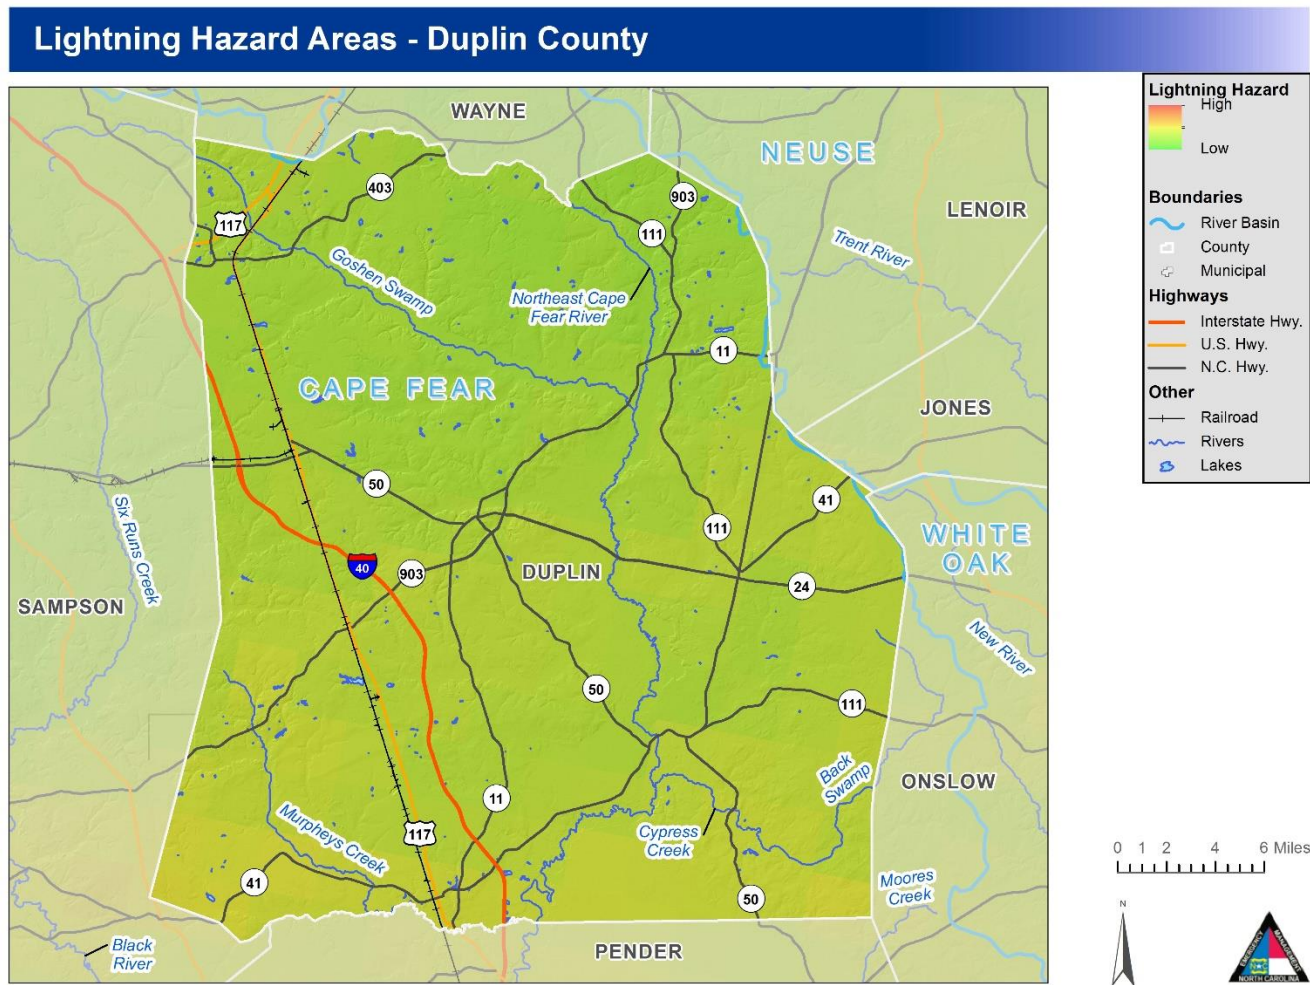 Lightning Hazard Areas - Duplin County
WAYNE
NEUSE
LENOIR
403
903
117
111
Goshen Swamp
Northeast Cape
Fear River
Trent River
11
CAPE FEAR
JONES
50
41
Six Runs Creek
111
WHITE
OAK
40
903
DUPLIN
24
SAMPSON
New River
50
111
Back
Swamp
ONSLOW
11
Murpheys Creek
117
Cypress
Creek
41
50
Moores
Creek
Black
River
PENDER
Lightning Hazard
High
Low
Boundaries
River Basin
County
Municipal
Highways
Interstate Hwy.
U.S. Hwy.
N.C. Hwy.
Other
Railroad
Rivers
Lakes
0 1 2 4 6 Miles
N
EMERGENCY
MANAGEMENT
NORTH CAROLINA